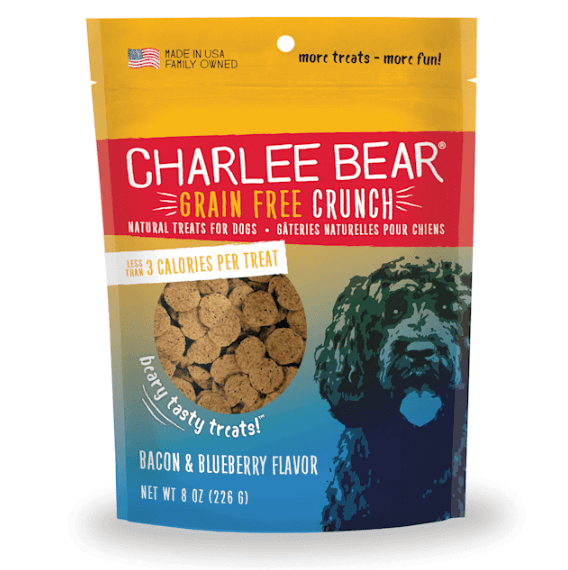 MADE IN USA
FAMILY OWNED
more treats - more fun!
CHARLEE BEAR®
GRAIN FREE CRUNCH
NATURAL TREATS FOR DOGS • GÂTERIES NATURELLES POUR CHIENS
LESS THAN 3 CALORIES PER TREAT
beary tasty treats!™
BACON & BLUEBERRY FLAVOR
NET WT 8 OZ (226 G)